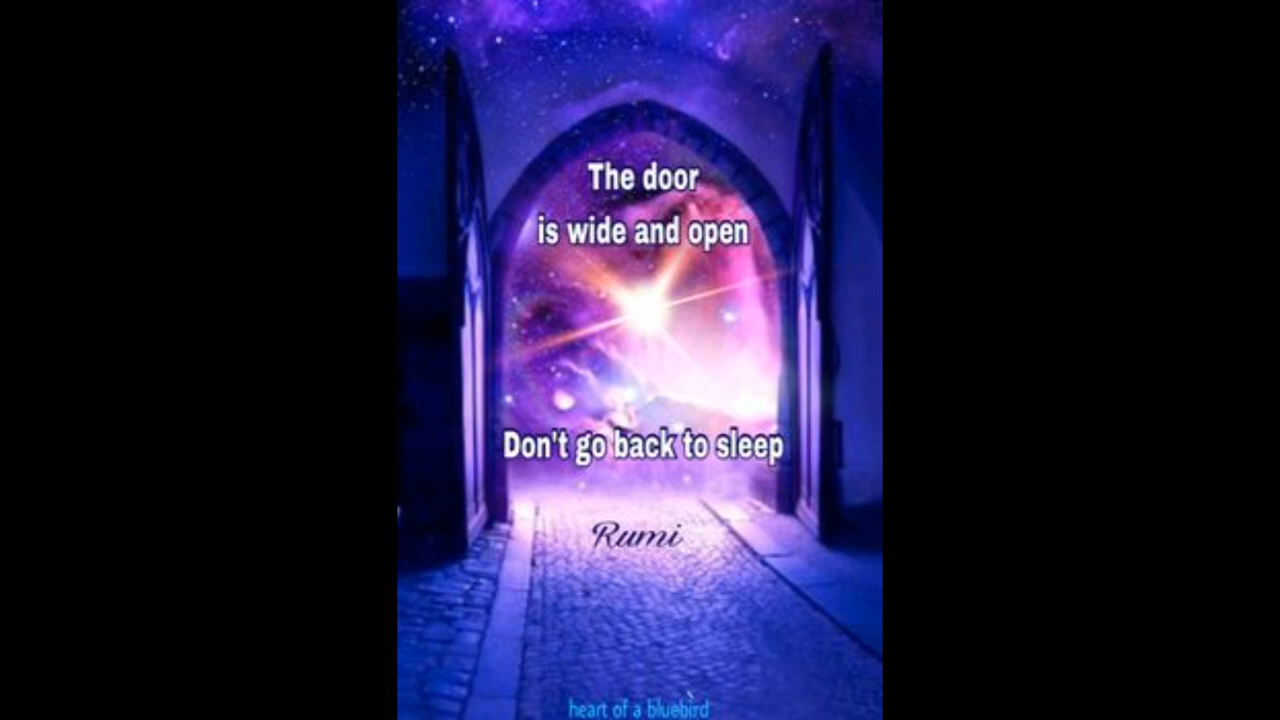 The door
is wide and open
Don't go back to sleep
Rumi
heart of a bluebird